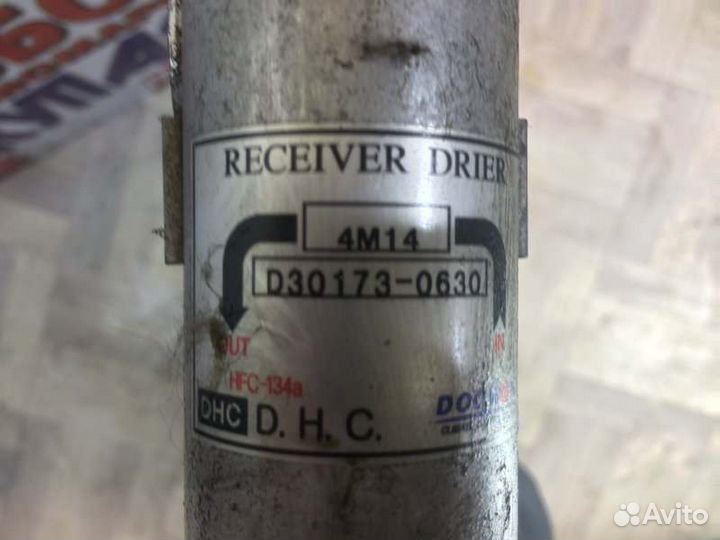 RECEIVER DRIER
4M14
D30173-0630
OUT
IN
HFC-134a
DHC D. H. C.
Avito